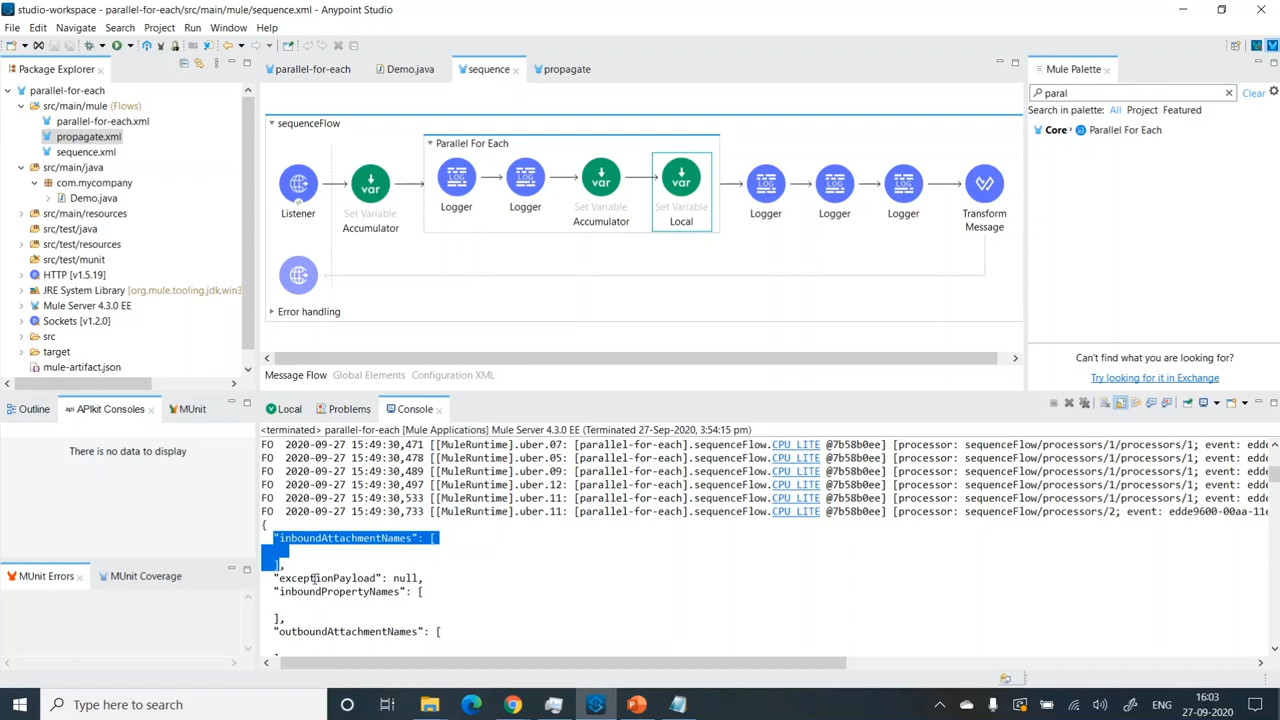 studio-workspace - parallel-for-each/src/main/mule/sequence.xml - Anypoint Studio
File Edit Navigate Search Project Run Window Help
Package Explorer
parallel-for-each
src/main/mule (Flows)
parallel-for-each.xml
propagate.xml
sequence.xml
src/main/java
com.mycompany
Demo.java
src/main/resources
src/test/java
src/test/resources
src/test/munit
HTTP [v1.5.19]
JRE System Library [org.mule.tooling.jdk.win3
Mule Server 4.3.0 EE
Sockets [v1.2.0]
src
target
mule-artifact.json
parallel-for-each Demo.java sequence propagate
sequenceFlow
Parallel For Each
LOG LOG LOG LOG LOG
var var var
Listener
Set Variable
Accumulator
Logger
Logger
Set Variable
Accumulator
Set Variable
Local
Logger
Logger
Logger
Transform
Message
Error handling
Message Flow Global Elements Configuration XML
Mule Palette
paral
Clear
Search in palette: All Project Featured
Core Parallel For Each
Can't find what you are looking for?
Try looking for it in Exchange
Outline APIkit Consoles MUnit
There is no data to display
MUnit Errors MUnit Coverage
Local Problems Console
<terminated> parallel-for-each [Mule Applications] Mule Server 4.3.0 EE (Terminated 27-Sep-2020, 3:54:15 pm)
FO 2020-09-27 15:49:30,471 [[MuleRuntime].uber.07: [parallel-for-each].sequenceFlow.CPU_LITE @7b58b0ee] [processor: sequenceFlow/processors/1/processors/1; event: edde
FO 2020-09-27 15:49:30,478 [[MuleRuntime].uber.05: [parallel-for-each].sequenceFlow.CPU_LITE @7b58b0ee] [processor: sequenceFlow/processors/1/processors/1; event: edde
FO 2020-09-27 15:49:30,489 [[MuleRuntime].uber.09: [parallel-for-each].sequenceFlow.CPU_LITE @7b58b0ee] [processor: sequenceFlow/processors/1/processors/1; event: edde
FO 2020-09-27 15:49:30,497 [[MuleRuntime].uber.12: [parallel-for-each].sequenceFlow.CPU_LITE @7b58b0ee] [processor: sequenceFlow/processors/1/processors/1; event: edde
FO 2020-09-27 15:49:30,533 [[MuleRuntime].uber.11: [parallel-for-each].sequenceFlow.CPU_LITE @7b58b0ee] [processor: sequenceFlow/processors/1/processors/1; event: edde
FO 2020-09-27 15:49:30,733 [[MuleRuntime].uber.11: [parallel-for-each].sequenceFlow.CPU_LITE @7b58b0ee] [processor: sequenceFlow/processors/2; event: edde9600-00aa-11e
{
"inboundAttachmentNames": [
],
"exceptionPayload": null,
"inboundPropertyNames": [
],
"outboundAttachmentNames": [
Type here to search
ENG
16:03
27-09-2020